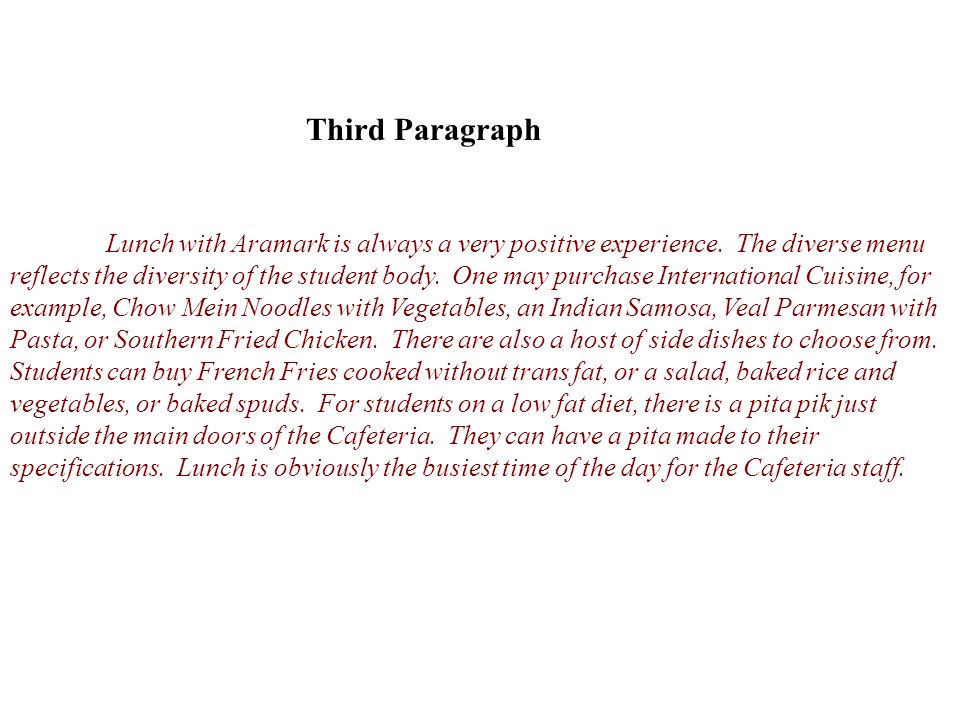 Third Paragraph
Lunch with Aramark is always a very positive experience.  The diverse menu
reflects the diversity of the student body.  One may purchase International Cuisine, for
example, Chow Mein Noodles with Vegetables, an Indian Samosa, Veal Parmesan with
Pasta, or Southern Fried Chicken.  There are also a host of side dishes to choose from.
Students can buy French Fries cooked without trans fat, or a salad, baked rice and
vegetables, or baked spuds.  For students on a low fat diet, there is a pita pik just
outside the main doors of the Cafeteria.  They can have a pita made to their
specifications.  Lunch is obviously the busiest time of the day for the Cafeteria staff.